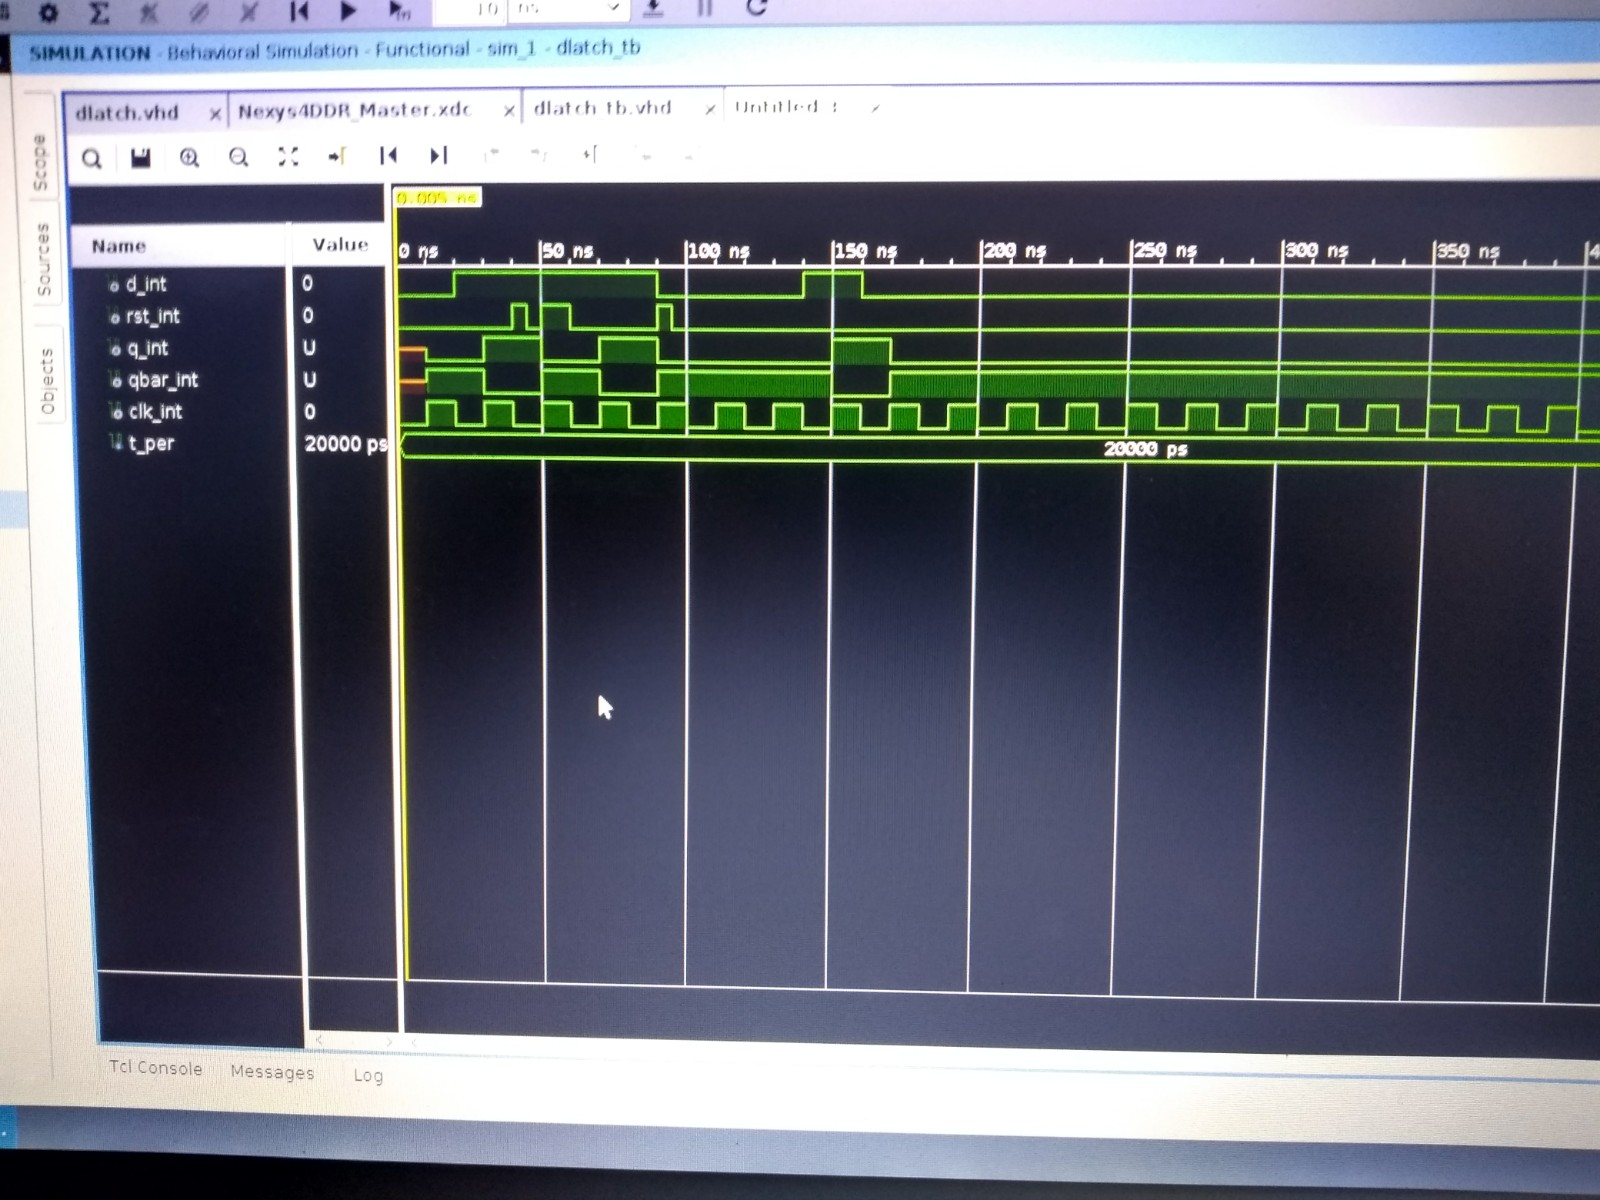 10 ns
SIMULATION - Behavioral Simulation - Functional - sim_1 - dlatch_tb
dlatch.vhd × Nexys4DDR_Master.xdc × dlatch_tb.vhd × Untitled
Scope
Sources
Objects
0.005 ns
Name Value
0 ns 50 ns 100 ns 150 ns 200 ns 250 ns 300 ns 350 ns 4
d_int 0
rst_int 0
q_int U
qbar_int U
clk_int 0
t_per 20000 ps 20000 ps
Tcl Console Messages Log